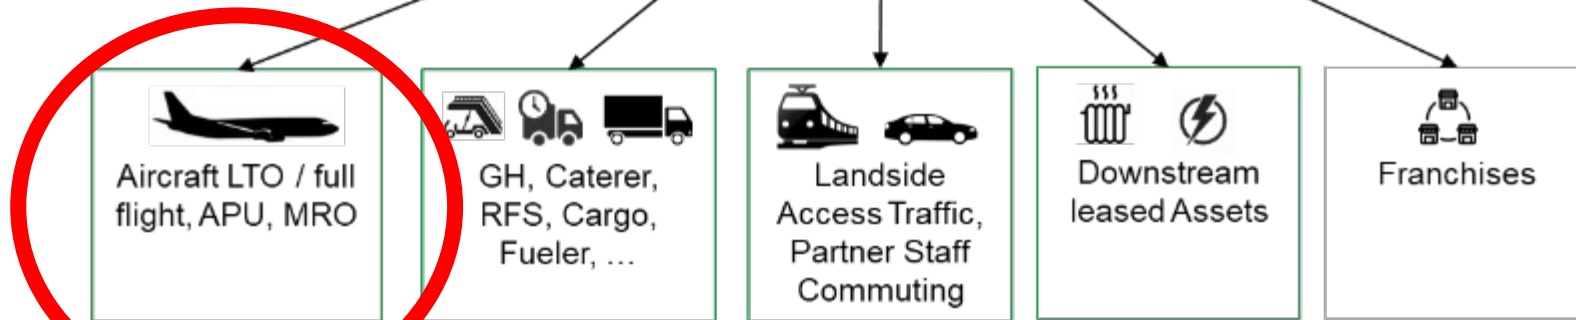 Aircraft LTO / full
flight, APU, MRO
GH, Caterer,
RFS, Cargo,
Fueler, ...
Landside
Access Traffic,
Partner Staff
Commuting
Downstream
leased Assets
Franchises